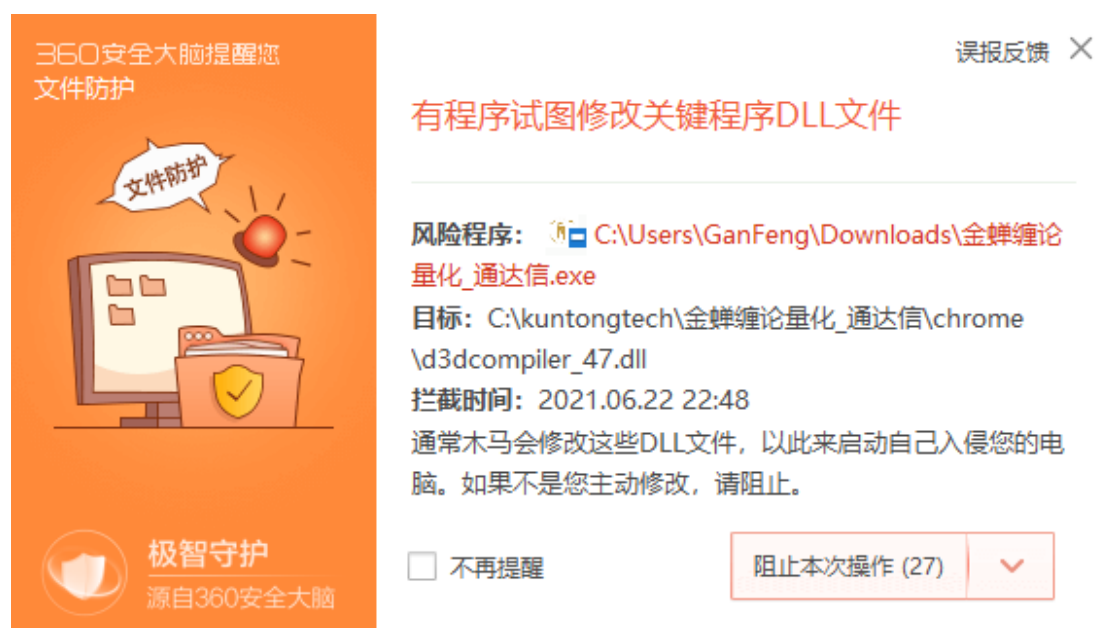 360安全大脑提醒您
文件防护
文件防护
极智守护
源自360安全大脑
误报反馈
有程序试图修改关键程序DLL文件
风险程序： C:\Users\GanFeng\Downloads\金蝉缠论
量化_通达信.exe
目标：C:\kuntongtech\金蝉缠论量化_通达信\chrome
\d3dcompiler_47.dll
拦截时间：2021.06.22 22:48
通常木马会修改这些DLL文件，以此来启动自己入侵您的电
脑。如果不是您主动修改，请阻止。
不再提醒
阻止本次操作 (27)